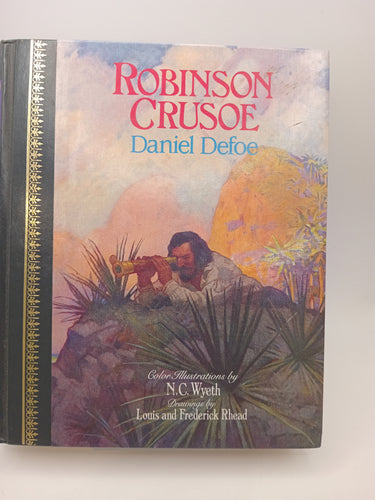 ROBINSON
CRUSOE
Daniel Defoe
Color Illustrations by
N.C. Wyeth
Drawings by
Louis and Frederick Rhead